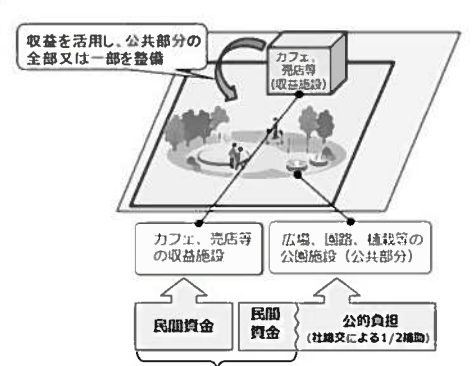 収益を活用し、公共部分の
全部又は一部を整備
カフェ、
売店等
(収益施設)
カフェ、売店等
の収益施設
広場、園路、植栽等の
公園施設（公共部分）
民間資金
民間
資金
公的負担
(社総交による1/2補助)